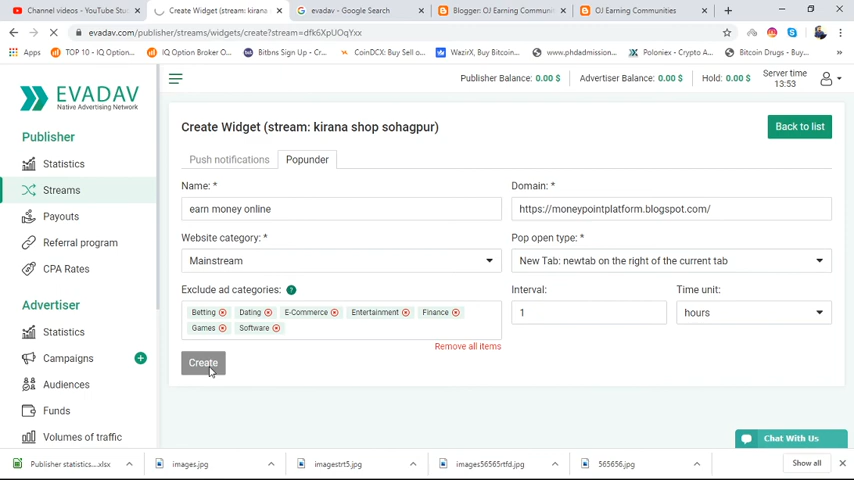 Channel videos - YouTube Stu
Create Widget (stream: kirana s
evadav - Google Search
Blogger: OJ Earning Communi
OJ Earning Communities
evadav.com/publisher/streams/widgets/create?stream=dfk6XpUOqYxx
Apps
TOP 10 - IQ Option...
IQ Option Broker O...
Bitbns Sign Up - Cr...
CoinDCX: Buy Sell o...
WazirX, Buy Bitcoin...
www.phdadmission...
Poloniex - Crypto A...
Bitcoin Drugs - Buy...
EVADAV
Native Advertising Network
Publisher Balance: 0.00 $
Advertiser Balance: 0.00 $
Hold: 0.00 $
Server time
13:53
Publisher
Statistics
Streams
Payouts
Referral program
CPA Rates
Advertiser
Statistics
Campaigns
Audiences
Funds
Volumes of traffic
Create Widget (stream: kirana shop sohagpur)
Back to list
Push notifications
Popunder
Name: *
Domain: *
earn money online
https://moneypointplatform.blogspot.com/
Website category: *
Pop open type: *
Mainstream
New Tab: newtab on the right of the current tab
Exclude ad categories: ?
Interval:
Time unit:
Betting
Dating
E-Commerce
Entertainment
Finance
Games
Software
1
hours
Remove all items
Create
Chat With Us
Publisher statistics....xlsx
images.jpg
imagestrt5.jpg
images56565rtfd.jpg
565656.jpg
Show all